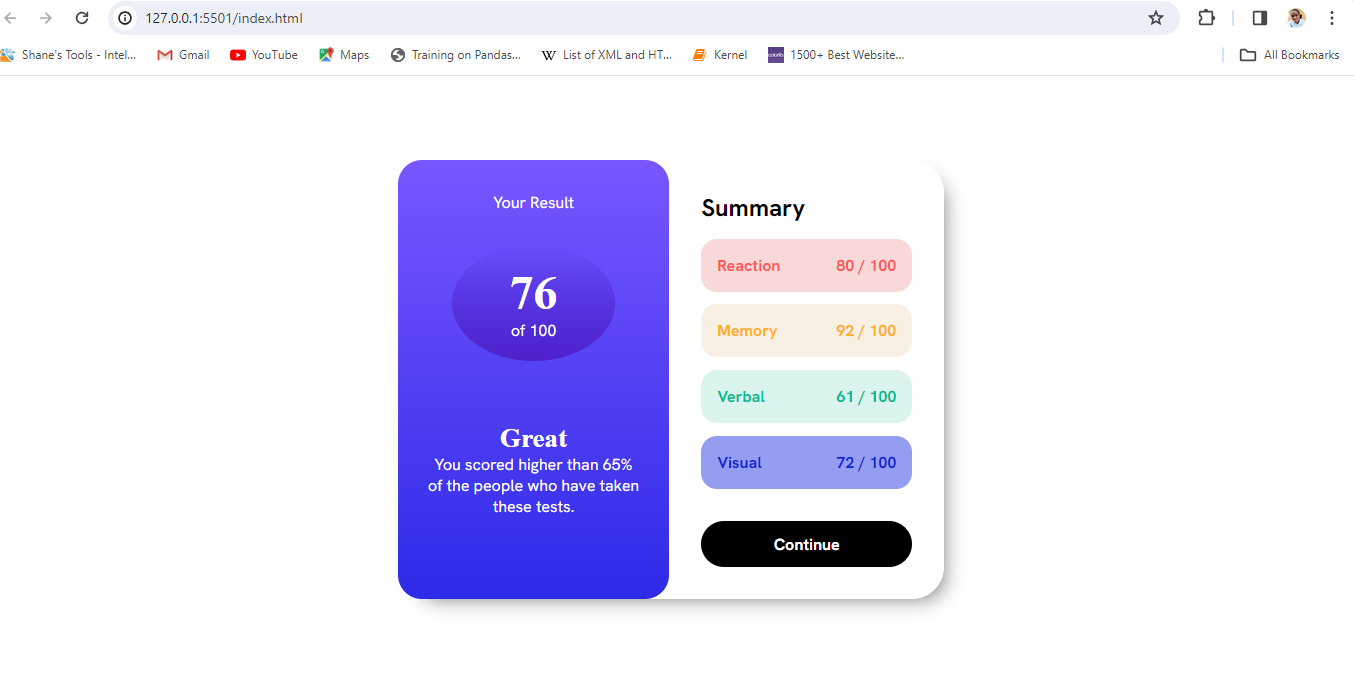 127.0.0.1:5501/index.html
Shane's Tools - Intel... Gmail YouTube Maps Training on Pandas... List of XML and HT... Kernel 1500+ Best Website... All Bookmarks
Your Result
76
of 100
Great
You scored higher than 65%
of the people who have taken
these tests.
Summary
Reaction 80 / 100
Memory 92 / 100
Verbal 61 / 100
Visual 72 / 100
Continue